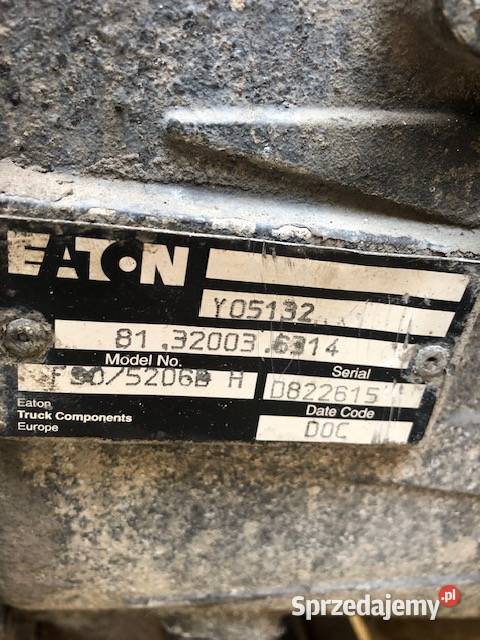 EATON
Y05132
81.32003.6314
Model No.
Serial
FS0/5206B H
D822615
Date Code
Eaton
Truck Components
Europe
DOC
Sprzedajemy.pl